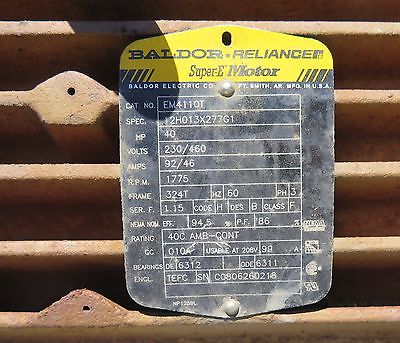 BALDOR·RELIANCER
Super-E Motor
BALDOR ELECTRIC CO. FT. SMITH, AR. MFG. IN U.S.A.
CAT NO. EM4110T
SPEC. 12H013X277G1
HP 40
VOLTS 230/460
AMPS 92/46
R.P.M. 1775
FRAME 324T HZ 60 PH 3
SER. F. 1.15 CODE H DES B CLASS F
NEMA NOM. EFF. 94.5 % P.F. 86 %
RATING 40C AMB-CONT
CC 010A USABLE AT 208V 99 A
BEARINGS DE 6312 ODE 6311
ENCL. TEFC SN C0806260218
NP1259L